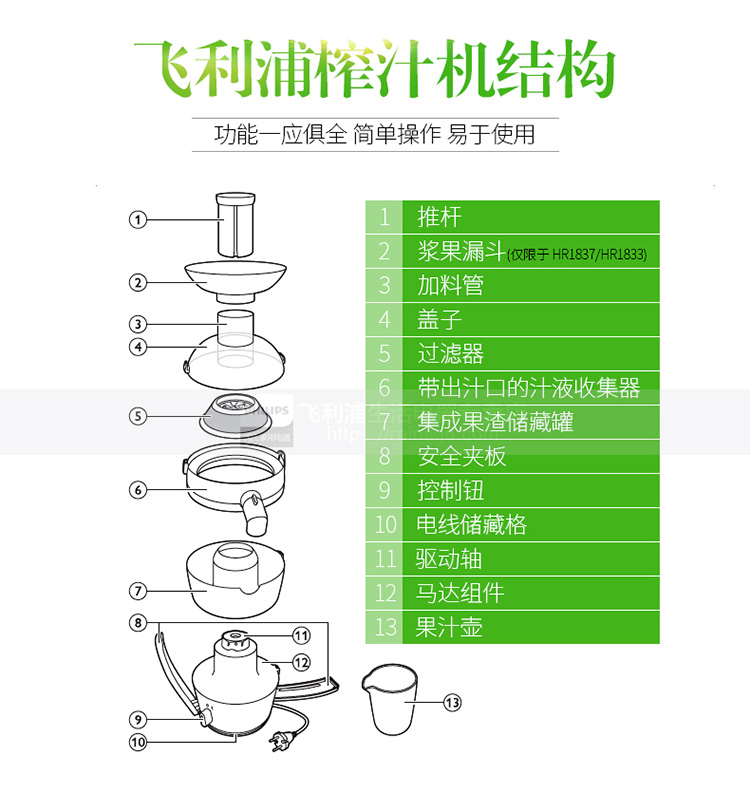 飞利浦榨汁机结构
功能一应俱全 简单操作 易于使用
1 推杆
2 浆果漏斗(仅限于 HR1837/HR1833)
3 加料管
4 盖子
5 过滤器
6 带出汁口的汁液收集器
7 集成果渣储藏罐
8 安全夹板
9 控制钮
10 电线储藏格
11 驱动轴
12 马达组件
13 果汁壶
1
2
3
4
5
6
7
8
11
12
9
10
13